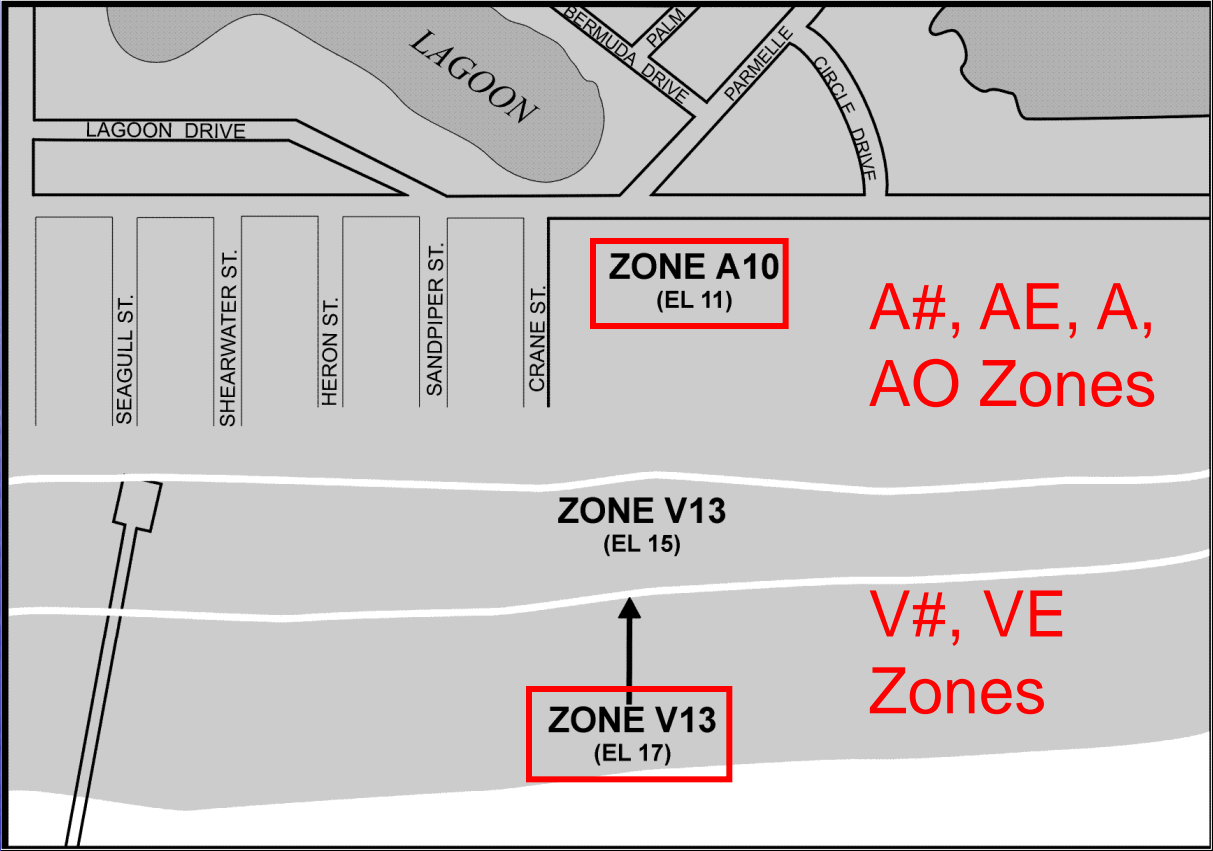 BERMUDA DRIVE
PALM
PARMELLE
CIRCLE DRIVE
LAGOON
LAGOON DRIVE
SEAGULL ST.
SHEARWATER ST.
HERON ST.
SANDPIPER ST.
CRANE ST.
ZONE A10
(EL 11)
A#, AE, A,
AO Zones
ZONE V13
(EL 15)
V#, VE
Zones
ZONE V13
(EL 17)